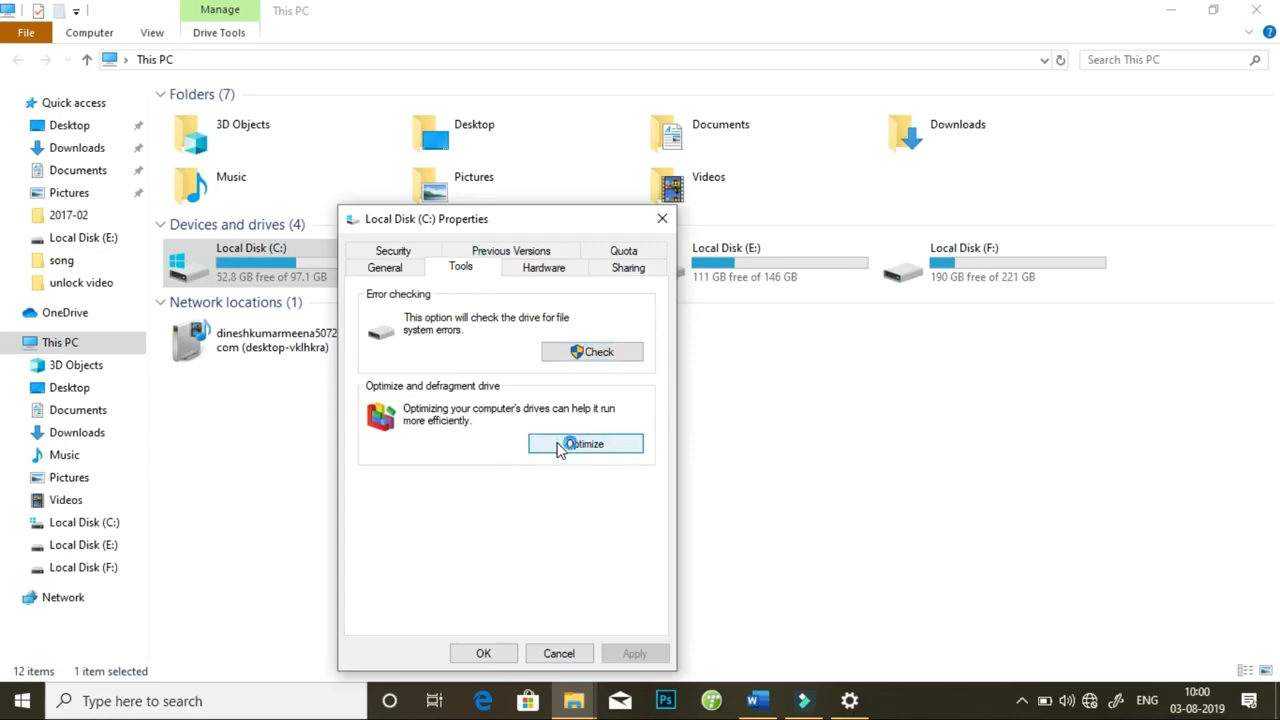 Manage
This PC
File
Computer
View
Drive Tools
This PC
Search This PC
Quick access
Desktop
Downloads
Documents
Pictures
2017-02
Local Disk (E:)
song
unlock video
OneDrive
This PC
3D Objects
Desktop
Documents
Downloads
Music
Pictures
Videos
Local Disk (C:)
Local Disk (E:)
Local Disk (F:)
Network
Folders (7)
3D Objects
Desktop
Documents
Downloads
Music
Pictures
Videos
Devices and drives (4)
Local Disk (C:)
52.8 GB free of 97.1 GB
Local Disk (E:)
111 GB free of 146 GB
Local Disk (F:)
190 GB free of 221 GB
Network locations (1)
dineshkumarmeena5072
com (desktop-vklhkra)
Local Disk (C:) Properties
Security
Previous Versions
Quota
General
Tools
Hardware
Sharing
Error checking
This option will check the drive for file
system errors.
Check
Optimize and defragment drive
Optimizing your computer's drives can help it run
more efficiently.
Optimize
OK
Cancel
Apply
12 items
1 item selected
Type here to search
Ps
ENG
10:00
03-08-2019